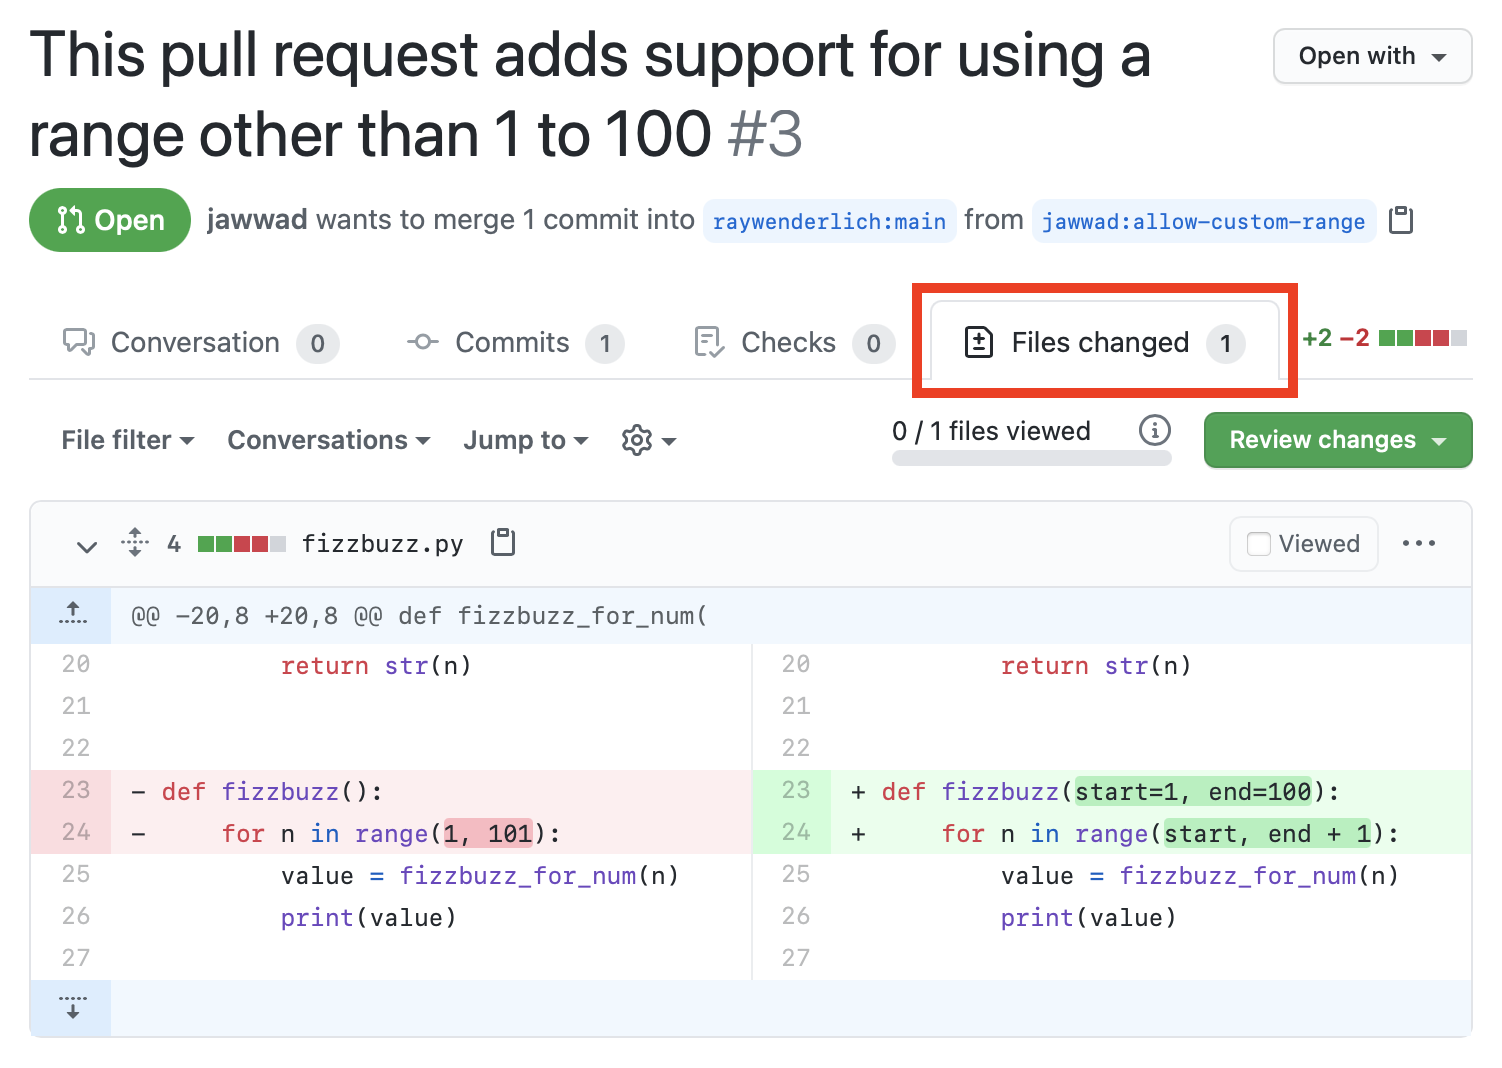 This pull request adds support for using a
range other than 1 to 100 #3
Open with
Open jawwad wants to merge 1 commit into raywenderlich:main from jawwad:allow-custom-range
Conversation 0 Commits 1 Checks 0 Files changed 1 +2 −2
File filter Conversations Jump to 0 / 1 files viewed Review changes
4 fizzbuzz.py Viewed
@@ −20,8 +20,8 @@ def fizzbuzz_for_num(
20 return str(n) 20 return str(n)
21 21
22 22
23 − def fizzbuzz(): 23 + def fizzbuzz(start=1, end=100):
24 − for n in range(1, 101): 24 + for n in range(start, end + 1):
25 value = fizzbuzz_for_num(n) 25 value = fizzbuzz_for_num(n)
26 print(value) 26 print(value)
27 27